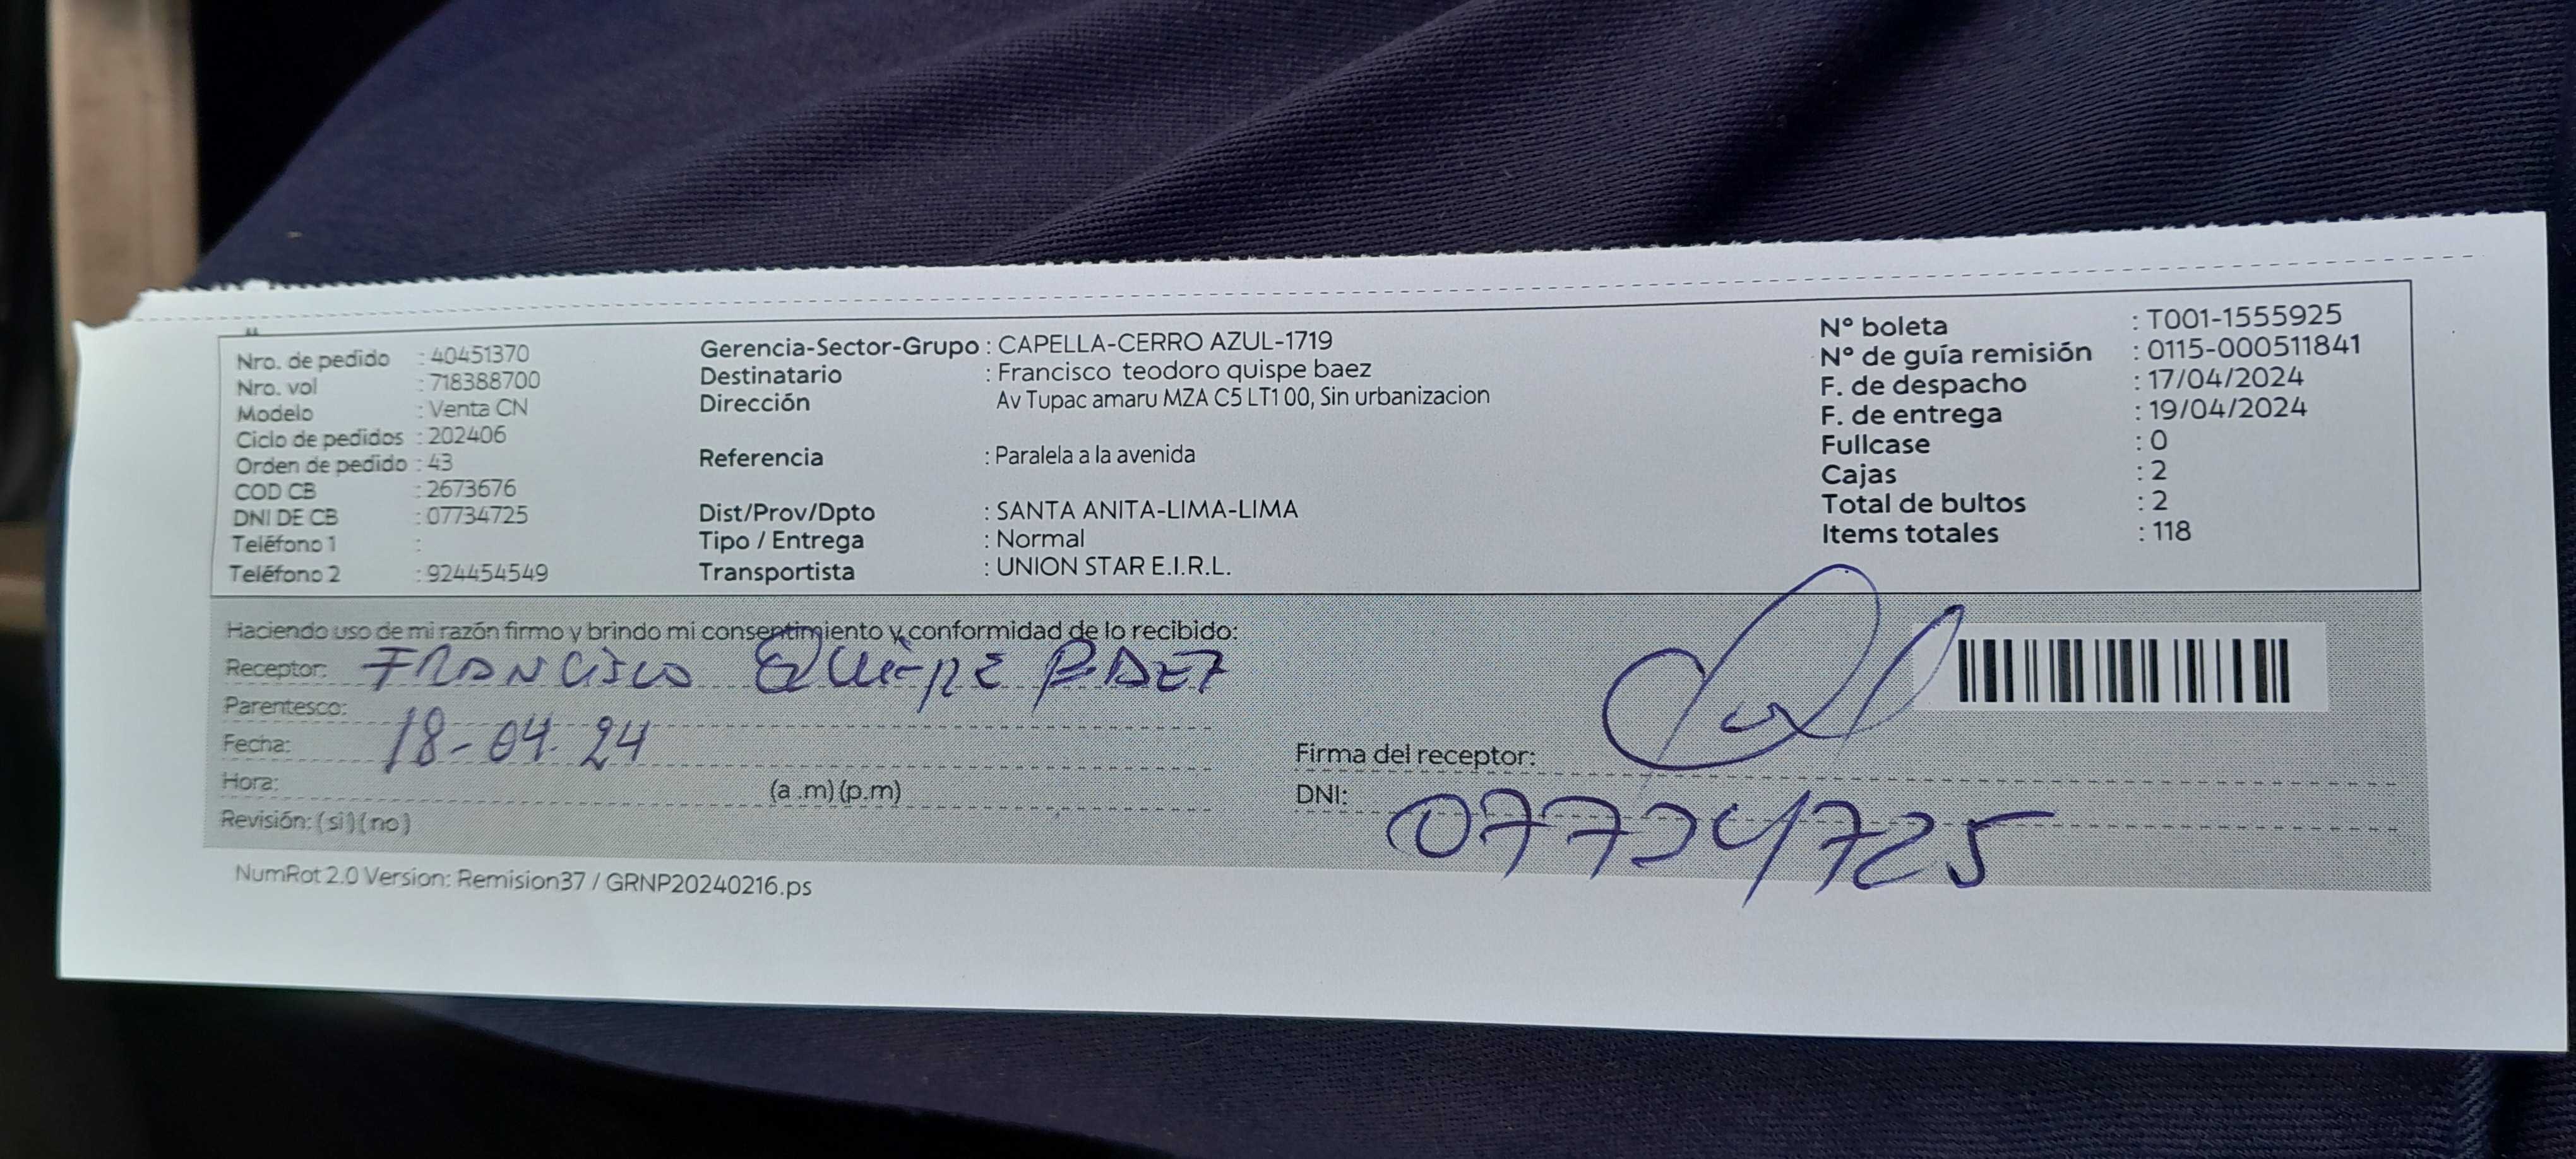 Nro. de pedido : 40451370
Nro. vol : 718388700
Modelo : Venta CN
Ciclo de pedidos : 202406
Orden de pedido : 43
COD CB : 2673676
DNI DE CB : 07734725
Teléfono 1 :
Teléfono 2 : 924454549
Gerencia-Sector-Grupo : CAPELLA-CERRO AZUL-1719
Destinatario : Francisco teodoro quispe baez
Dirección Av Tupac amaru MZA C5 LT1 00, Sin urbanizacion
Referencia : Paralela a la avenida
Dist/Prov/Dpto : SANTA ANITA-LIMA-LIMA
Tipo / Entrega : Normal
Transportista : UNION STAR E.I.R.L.
N° boleta : T001-1555925
N° de guía remisión : 0115-000511841
F. de despacho : 17/04/2024
F. de entrega : 19/04/2024
Fullcase : 0
Cajas : 2
Total de bultos : 2
Items totales : 118
Haciendo uso de mi razón firmo y brindo mi consentimiento y conformidad de lo recibido:
Receptor: FRANCISCO QUISPE BAEZ
Parentesco:
Fecha: 18-04-24
Hora: (a .m) (p.m)
Revisión: (si) (no)
Firma del receptor:
DNI: 07734725
NumRot 2.0 Version: Remision37 / GRNP20240216.ps